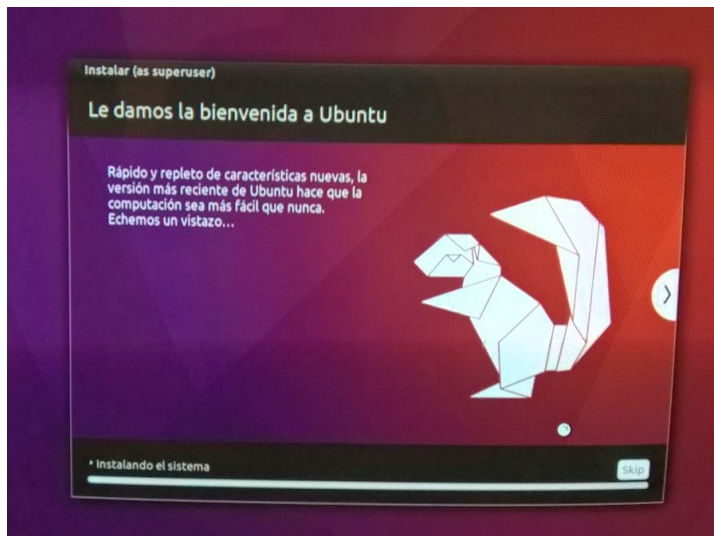 Instalar (as superuser)
Le damos la bienvenida a Ubuntu
Rápido y repleto de características nuevas, la
versión más reciente de Ubuntu hace que la
computación sea más fácil que nunca.
Echemos un vistazo...
Instalando el sistema
Skip